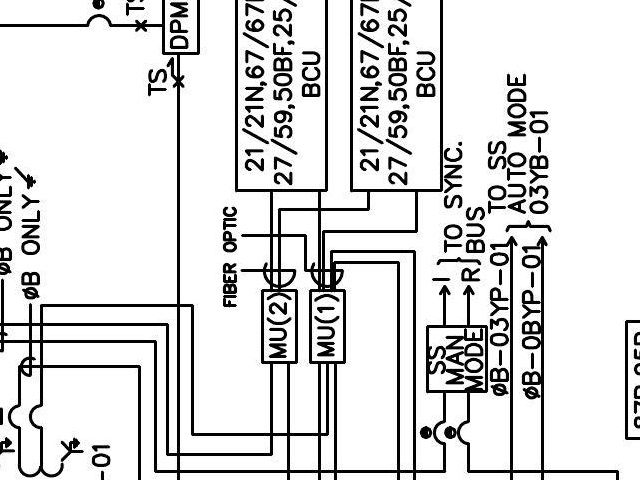 TS
DPM
TS
21/21N,67/67
27/59,50BF,25/
BCU
21/21N,67/67
27/59,50BF,25/
BCU
FIBER OPTIC
MU(2)
MU(1)
I
R
TO SYNC.
BUS
TO SS
AUTO MODE
03YB-01
SS
MAN
MODE
øB-03YP-01
øB-0BYP-01
øB ONLY
øB ONLY
-01